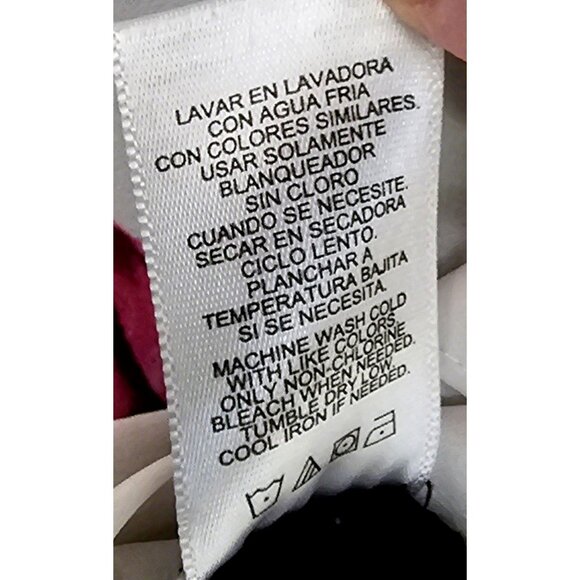 LAVAR EN LAVADORA
CON AGUA FRIA
CON COLORES SIMILARES.
USAR SOLAMENTE
BLANQUEADOR
SIN CLORO
CUANDO SE NECESITE.
SECAR EN SECADORA
CICLO LENTO.
PLANCHAR A
TEMPERATURA BAJITA
SI SE NECESITA.
MACHINE WASH COLD
WITH LIKE COLORS
ONLY NON-CHLORINE
BLEACH WHEN NEEDED.
TUMBLE DRY LOW.
COOL IRON IF NEEDED.